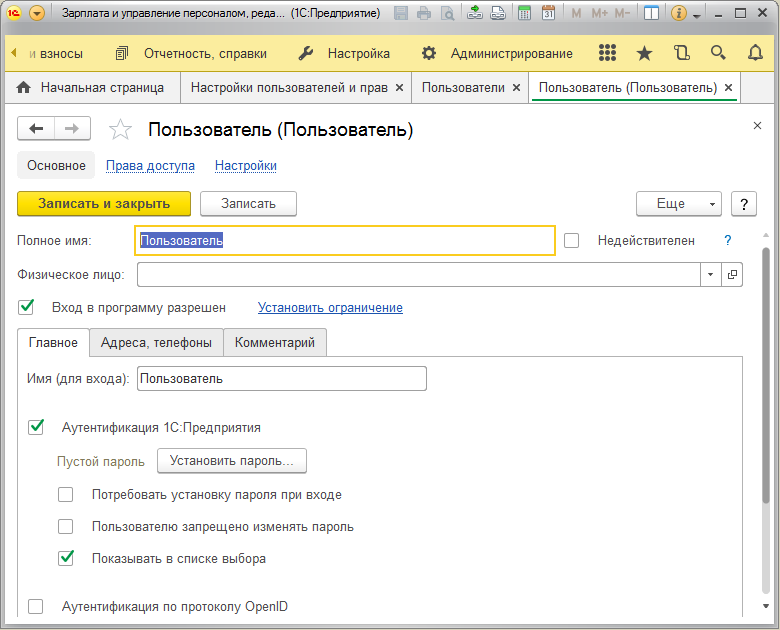 Зарплата и управление персоналом, реда... (1С:Предприятие) M M+ M-
и взносы Отчетность, справки Настройка Администрирование
Начальная страница Настройки пользователей и прав Пользователи Пользователь (Пользователь)
Пользователь (Пользователь)
Основное Права доступа Настройки
Записать и закрыть Записать Еще ?
Полное имя: Пользователь Недействителен ?
Физическое лицо:
Вход в программу разрешен Установить ограничение
Главное Адреса, телефоны Комментарий
Имя (для входа): Пользователь
Аутентификация 1С:Предприятия
Пустой пароль Установить пароль...
Потребовать установку пароля при входе
Пользователю запрещено изменять пароль
Показывать в списке выбора
Аутентификация по протоколу OpenID